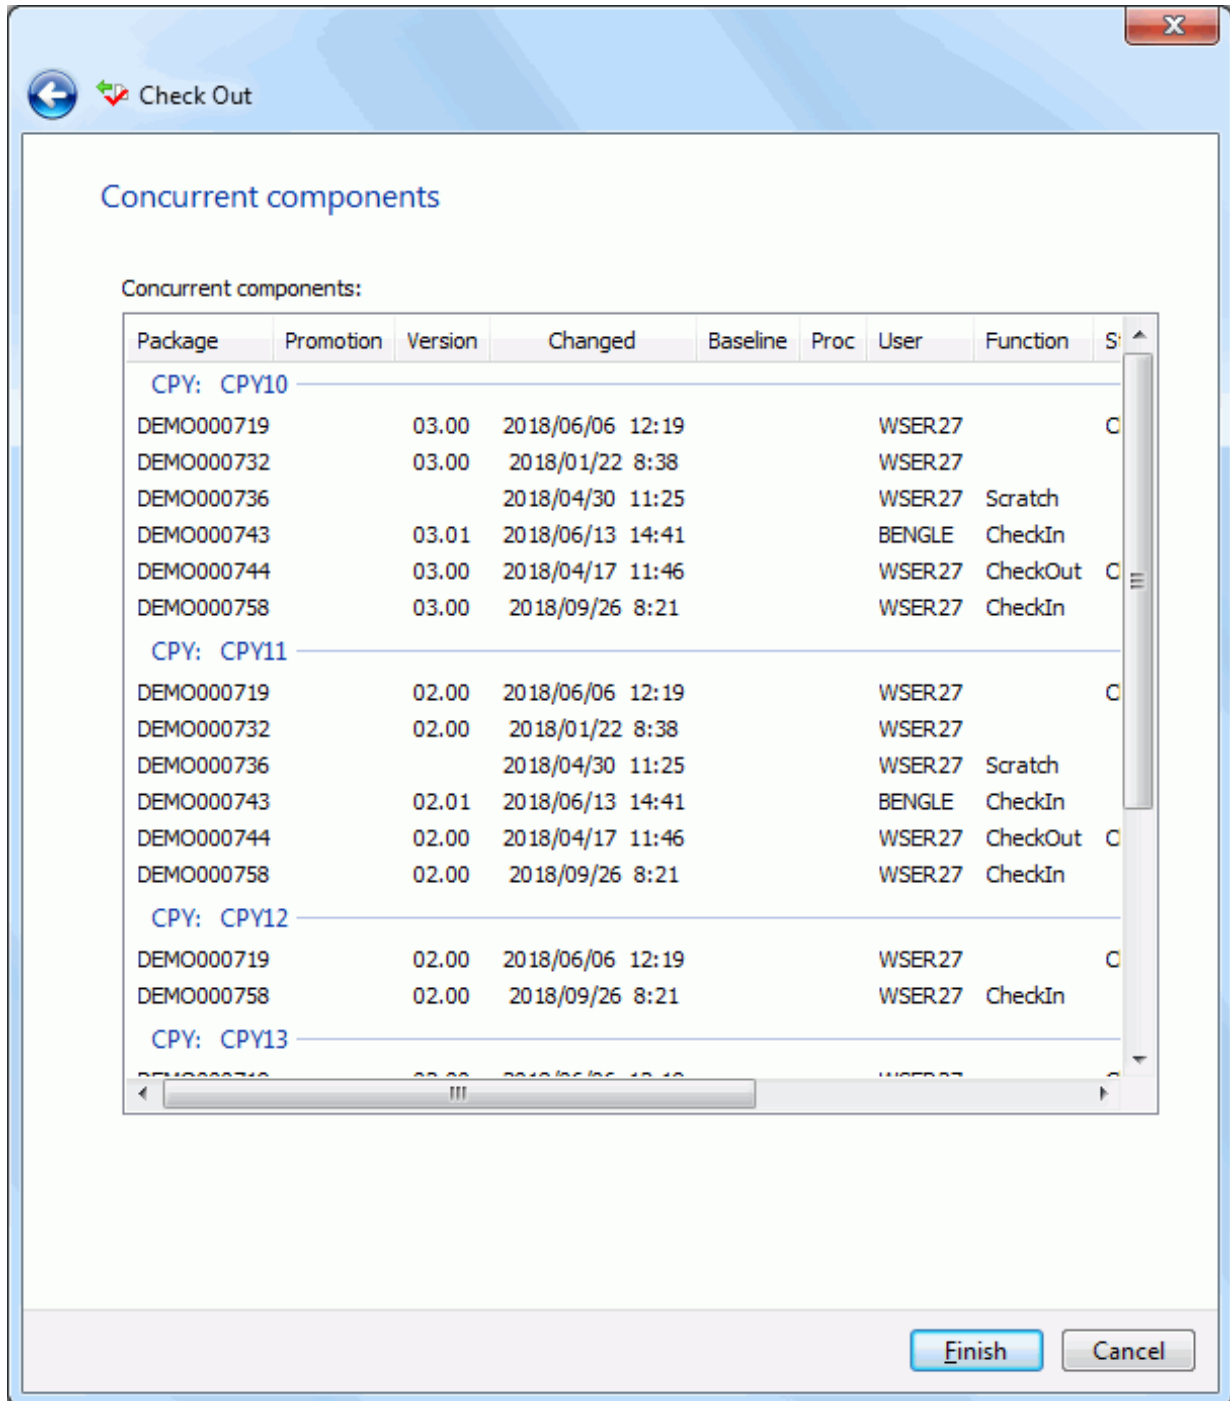 Check Out
Concurrent components
Concurrent components:
Package Promotion Version Changed Baseline Proc User Function
CPY: CPY10
DEMO000719 03.00 2018/06/06 12:19 WSER27
DEMO000732 03.00 2018/01/22 8:38 WSER27
DEMO000736 2018/04/30 11:25 WSER27 Scratch
DEMO000743 03.01 2018/06/13 14:41 BENGLE CheckIn
DEMO000744 03.00 2018/04/17 11:46 WSER27 CheckOut
DEMO000758 03.00 2018/09/26 8:21 WSER27 CheckIn
CPY: CPY11
DEMO000719 02.00 2018/06/06 12:19 WSER27
DEMO000732 02.00 2018/01/22 8:38 WSER27
DEMO000736 2018/04/30 11:25 WSER27 Scratch
DEMO000743 02.01 2018/06/13 14:41 BENGLE CheckIn
DEMO000744 02.00 2018/04/17 11:46 WSER27 CheckOut
DEMO000758 02.00 2018/09/26 8:21 WSER27 CheckIn
CPY: CPY12
DEMO000719 02.00 2018/06/06 12:19 WSER27
DEMO000758 02.00 2018/09/26 8:21 WSER27 CheckIn
CPY: CPY13
Finish Cancel